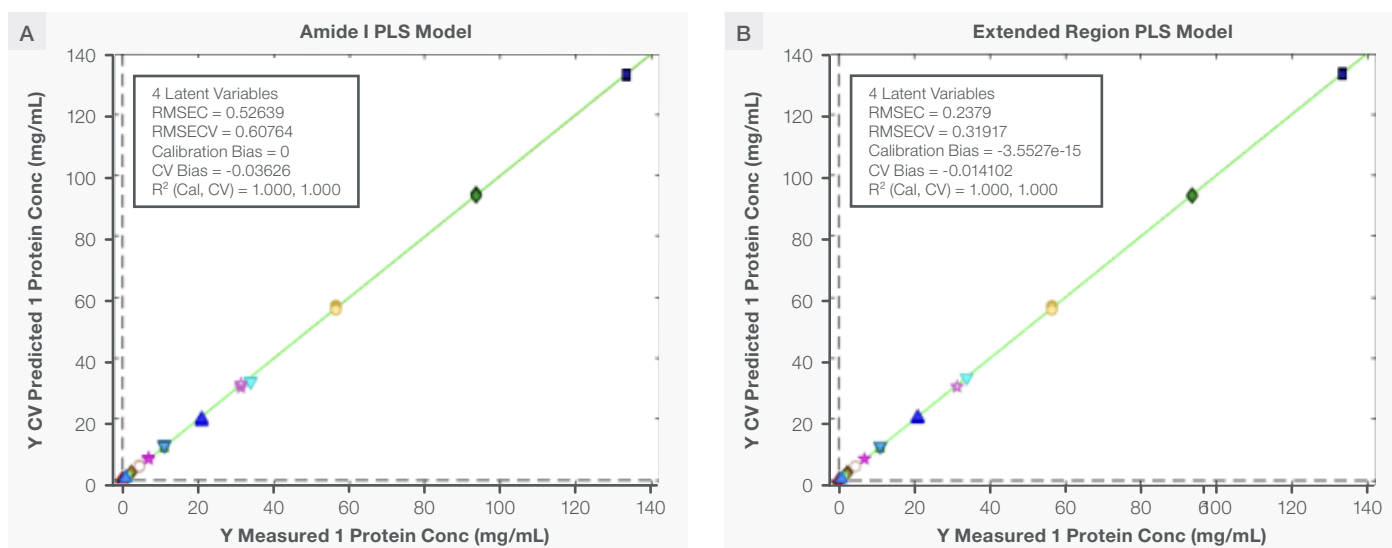 A
Amide I PLS Model
Y CV Predicted 1 Protein Conc (mg/mL)
140
120
100
80
60
40
20
0
4 Latent Variables
RMSEC = 0.52639
RMSECV = 0.60764
Calibration Bias = 0
CV Bias = -0.03626
R² (Cal, CV) = 1.000, 1.000
0 20 40 60 80 100 120 140
Y Measured 1 Protein Conc (mg/mL)
B
Extended Region PLS Model
Y CV Predicted 1 Protein Conc (mg/mL)
140
120
100
80
60
40
20
0
4 Latent Variables
RMSEC = 0.2379
RMSECV = 0.31917
Calibration Bias = -3.5527e-15
CV Bias = -0.014102
R² (Cal, CV) = 1.000, 1.000
0 20 40 60 80 100 120 140
Y Measured 1 Protein Conc (mg/mL)